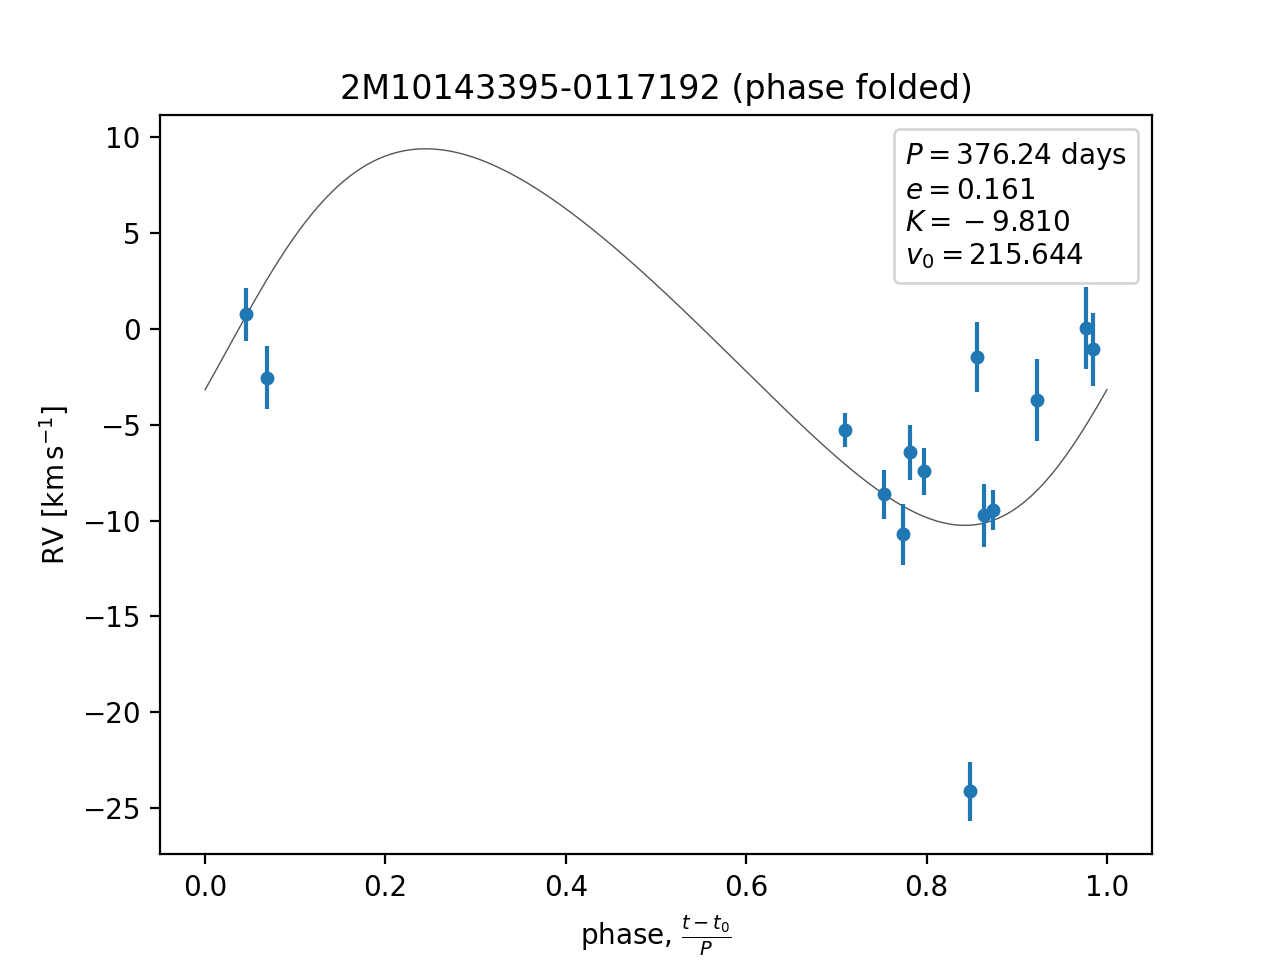 2M10143395-0117192 (phase folded)
P = 376.24 days
e = 0.161
K = −9.810
v₀ = 215.644
RV [km s⁻¹]
10
5
0
−5
−10
−15
−20
−25
0.0 0.2 0.4 0.6 0.8 1.0
phase, (t − t₀)/P